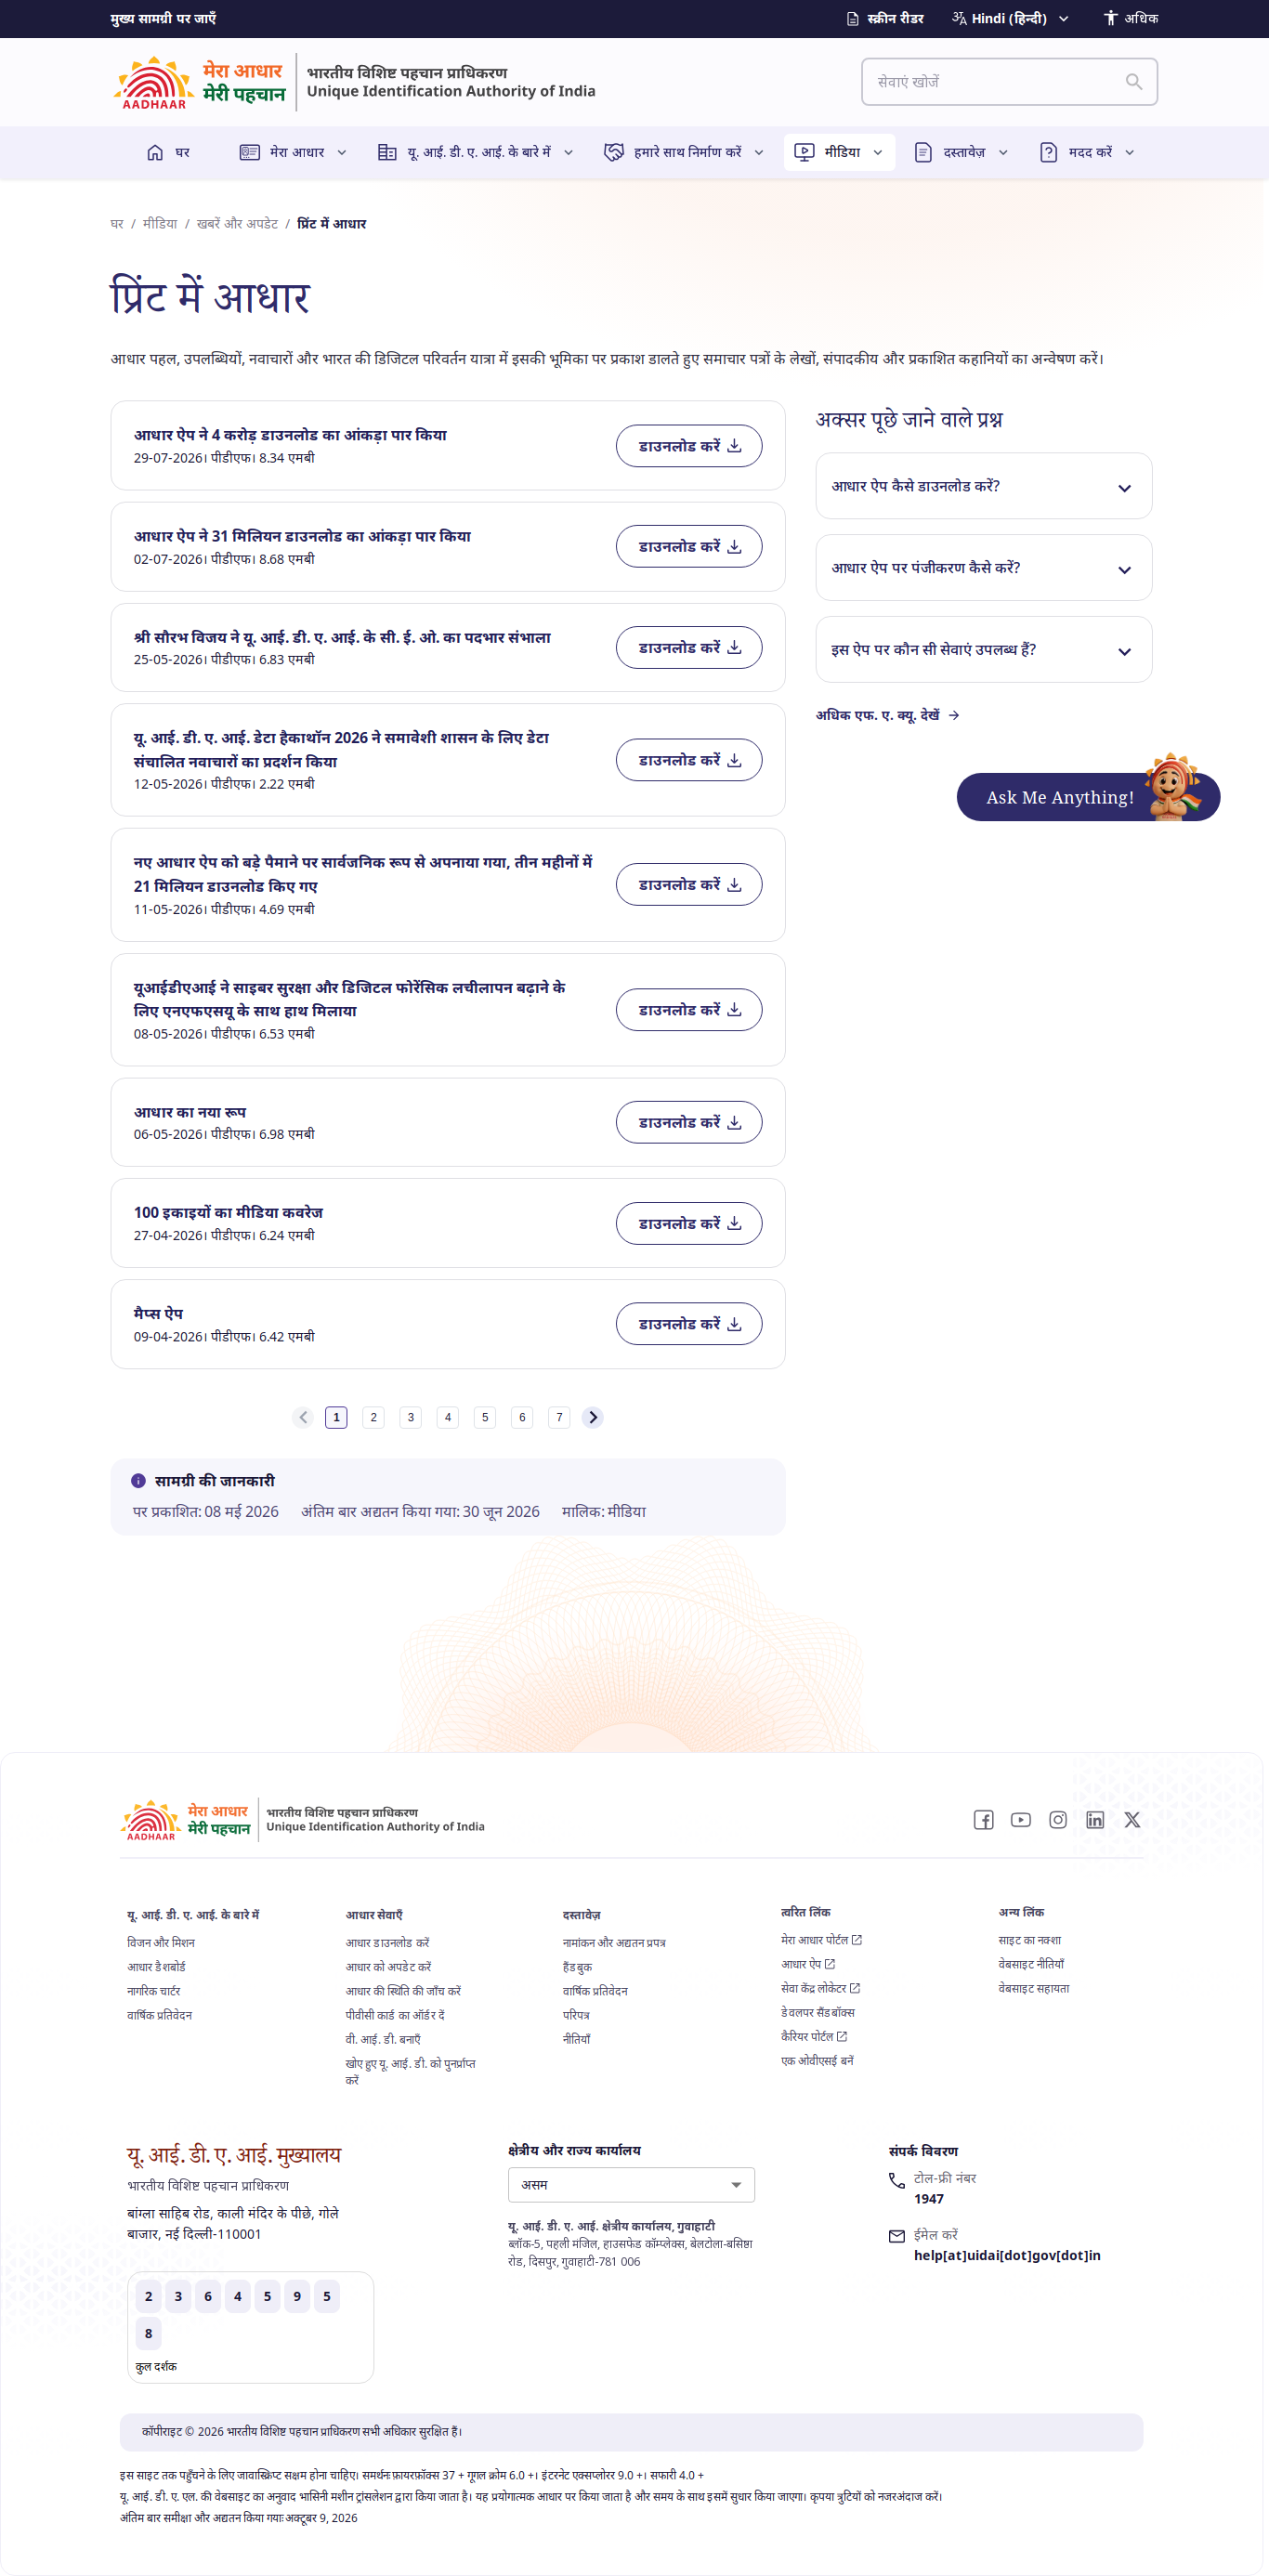 मुख्य सामग्री पर जाएँ
स्क्रीन रीडर
Hindi (हिन्दी)
अधिक
AADHAAR
मेरा आधार
मेरी पहचान
भारतीय विशिष्ट पहचान प्राधिकरण
Unique Identification Authority of India
सेवाएं खोजें
घर
मेरा आधार
यू. आई. डी. ए. आई. के बारे में
हमारे साथ निर्माण करें
मीडिया
दस्तावेज़
मदद करें
घर / मीडिया / खबरें और अपडेट / प्रिंट में आधार
प्रिंट में आधार
आधार पहल, उपलब्धियों, नवाचारों और भारत की डिजिटल परिवर्तन यात्रा में इसकी भूमिका पर प्रकाश डालते हुए समाचार पत्रों के लेखों, संपादकीय और प्रकाशित कहानियों का अन्वेषण करें।
आधार ऐप ने 4 करोड़ डाउनलोड का आंकड़ा पार किया
29-07-2026। पीडीएफ। 8.34 एमबी
डाउनलोड करें
आधार ऐप ने 31 मिलियन डाउनलोड का आंकड़ा पार किया
02-07-2026। पीडीएफ। 8.68 एमबी
डाउनलोड करें
श्री सौरभ विजय ने यू. आई. डी. ए. आई. के सी. ई. ओ. का पदभार संभाला
25-05-2026। पीडीएफ। 6.83 एमबी
डाउनलोड करें
यू. आई. डी. ए. आई. डेटा हैकाथॉन 2026 ने समावेशी शासन के लिए डेटा
संचालित नवाचारों का प्रदर्शन किया
12-05-2026। पीडीएफ। 2.22 एमबी
डाउनलोड करें
नए आधार ऐप को बड़े पैमाने पर सार्वजनिक रूप से अपनाया गया, तीन महीनों में
21 मिलियन डाउनलोड किए गए
11-05-2026। पीडीएफ। 4.69 एमबी
डाउनलोड करें
यूआईडीएआई ने साइबर सुरक्षा और डिजिटल फोरेंसिक लचीलापन बढ़ाने के
लिए एनएफएसयू के साथ हाथ मिलाया
08-05-2026। पीडीएफ। 6.53 एमबी
डाउनलोड करें
आधार का नया रूप
06-05-2026। पीडीएफ। 6.98 एमबी
डाउनलोड करें
100 इकाइयों का मीडिया कवरेज
27-04-2026। पीडीएफ। 6.24 एमबी
डाउनलोड करें
मैप्स ऐप
09-04-2026। पीडीएफ। 6.42 एमबी
डाउनलोड करें
1 2 3 4 5 6 7
सामग्री की जानकारी
पर प्रकाशित: 08 मई 2026
अंतिम बार अद्यतन किया गया: 30 जून 2026
मालिक: मीडिया
अक्सर पूछे जाने वाले प्रश्न
आधार ऐप कैसे डाउनलोड करें?
आधार ऐप पर पंजीकरण कैसे करें?
इस ऐप पर कौन सी सेवाएं उपलब्ध हैं?
अधिक एफ. ए. क्यू. देखें
Ask Me Anything!
AADHAAR
मेरा आधार
मेरी पहचान
भारतीय विशिष्ट पहचान प्राधिकरण
Unique Identification Authority of India
यू. आई. डी. ए. आई. के बारे में
विजन और मिशन
आधार डैशबोर्ड
नागरिक चार्टर
वार्षिक प्रतिवेदन
आधार सेवाएँ
आधार डाउनलोड करें
आधार को अपडेट करें
आधार की स्थिति की जाँच करें
पीवीसी कार्ड का ऑर्डर दें
वी. आई. डी. बनाएँ
खोए हुए यू. आई. डी. को पुनर्प्राप्त
करें
दस्तावेज़
नामांकन और अद्यतन प्रपत्र
हैंडबुक
वार्षिक प्रतिवेदन
परिपत्र
नीतियाँ
त्वरित लिंक
मेरा आधार पोर्टल
आधार ऐप
सेवा केंद्र लोकेटर
डेवलपर सैंडबॉक्स
कैरियर पोर्टल
एक ओवीएसई बनें
अन्य लिंक
साइट का नक्शा
वेबसाइट नीतियाँ
वेबसाइट सहायता
यू. आई. डी. ए. आई. मुख्यालय
भारतीय विशिष्ट पहचान प्राधिकरण
बांग्ला साहिब रोड, काली मंदिर के पीछे, गोले
बाजार, नई दिल्ली-110001
2 3 6 4 5 9 5
8
कुल दर्शक
क्षेत्रीय और राज्य कार्यालय
असम
यू. आई. डी. ए. आई. क्षेत्रीय कार्यालय, गुवाहाटी
ब्लॉक-5, पहली मंजिल, हाउसफेड कॉम्प्लेक्स, बेलटोला-बसिष्ठा
रोड, दिसपुर, गुवाहाटी-781 006
संपर्क विवरण
टोल-फ्री नंबर
1947
ईमेल करें
help[at]uidai[dot]gov[dot]in
कॉपीराइट © 2026 भारतीय विशिष्ट पहचान प्राधिकरण सभी अधिकार सुरक्षित हैं।
इस साइट तक पहुँचने के लिए जावास्क्रिप्ट सक्षम होना चाहिए। समर्थनः फ़ायरफ़ॉक्स 37 + गूगल क्रोम 6.0 +। इंटरनेट एक्सप्लोरर 9.0 +। सफारी 4.0 +
यू. आई. डी. ए. एल. की वेबसाइट का अनुवाद भासिनी मशीन ट्रांसलेशन द्वारा किया जाता है। यह प्रयोगात्मक आधार पर किया जाता है और समय के साथ इसमें सुधार किया जाएगा। कृपया त्रुटियों को नजरअंदाज करें।
अंतिम बार समीक्षा और अद्यतन किया गयाः अक्टूबर 9, 2026